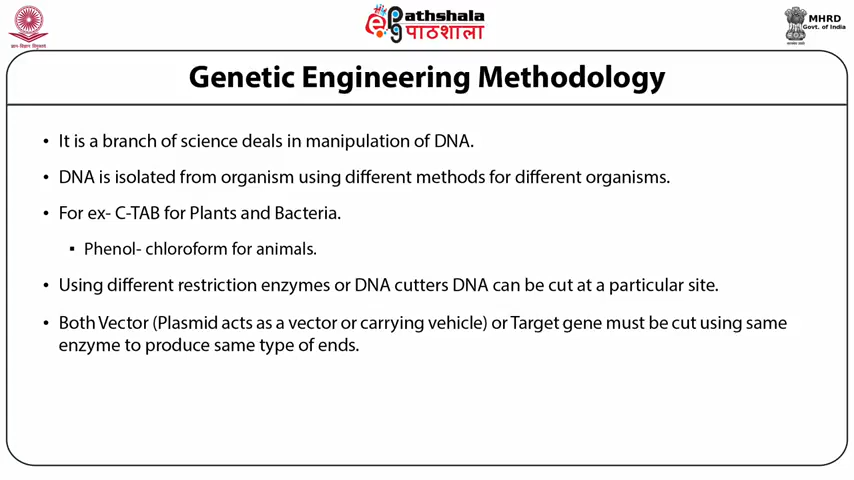 ePathshala
पाठशाला
MHRD
Govt. of India
Genetic Engineering Methodology
• It is a branch of science deals in manipulation of DNA.
• DNA is isolated from organism using different methods for different organisms.
• For ex- C-TAB for Plants and Bacteria.
▪ Phenol- chloroform for animals.
• Using different restriction enzymes or DNA cutters DNA can be cut at a particular site.
• Both Vector (Plasmid acts as a vector or carrying vehicle) or Target gene must be cut using same
enzyme to produce same type of ends.